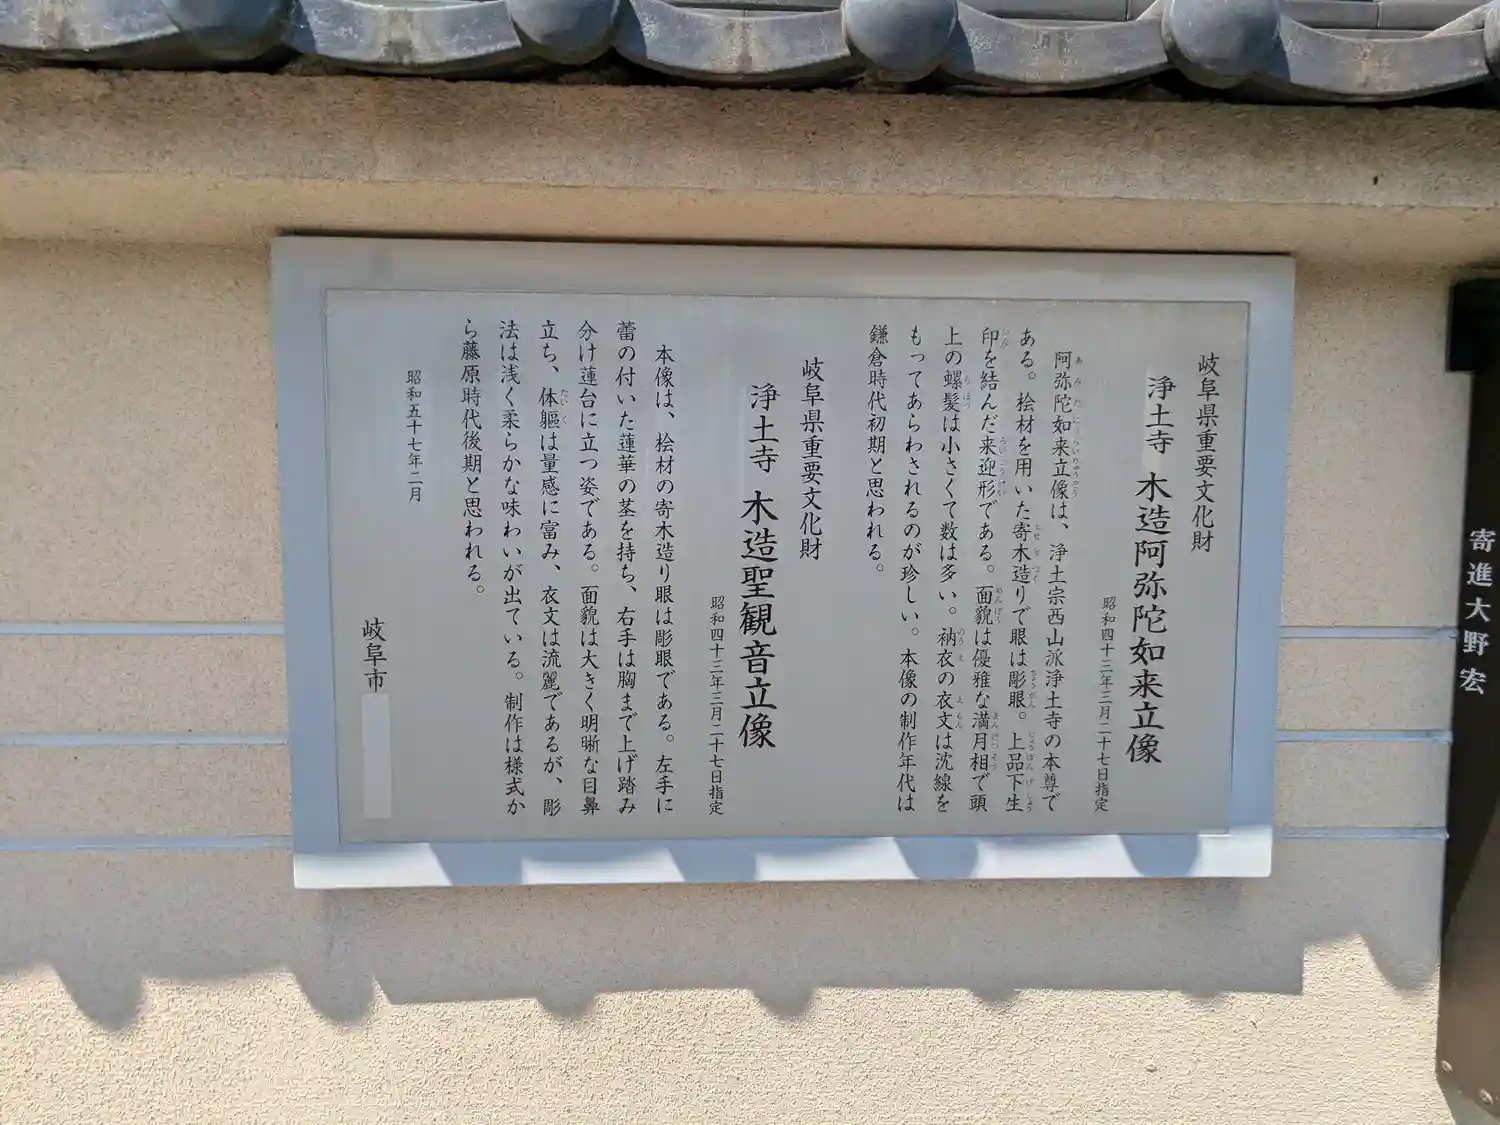 岐阜県重要文化財
浄土寺 木造阿弥陀如来立像
昭和四十三年三月二十七日指定
阿弥陀如来立像は、浄土宗西山派浄土寺の本尊で
ある。桧材を用いた寄木造りで眼は彫眼。上品下生
印を結んだ来迎形である。面貌は優雅な満月相で頭
上の螺髪は小さくて数は多い。衲衣の衣文は沈線を
もってあらわされるのが珍しい。本像の制作年代は
鎌倉時代初期と思われる。
岐阜県重要文化財
浄土寺 木造聖観音立像
昭和四十三年三月二十七日指定
本像は、桧材の寄木造り眼は彫眼である。左手に
蕾の付いた蓮華の茎を持ち、右手は胸まで上げ踏み
分け蓮台に立つ姿である。面貌は大きく明晰な目鼻
立ち、体軀は量感に富み、衣文は流麗であるが、彫
法は浅く柔らかな味わいが出ている。制作は様式か
ら藤原時代後期と思われる。
昭和五十七年二月
岐阜市
寄進大野宏